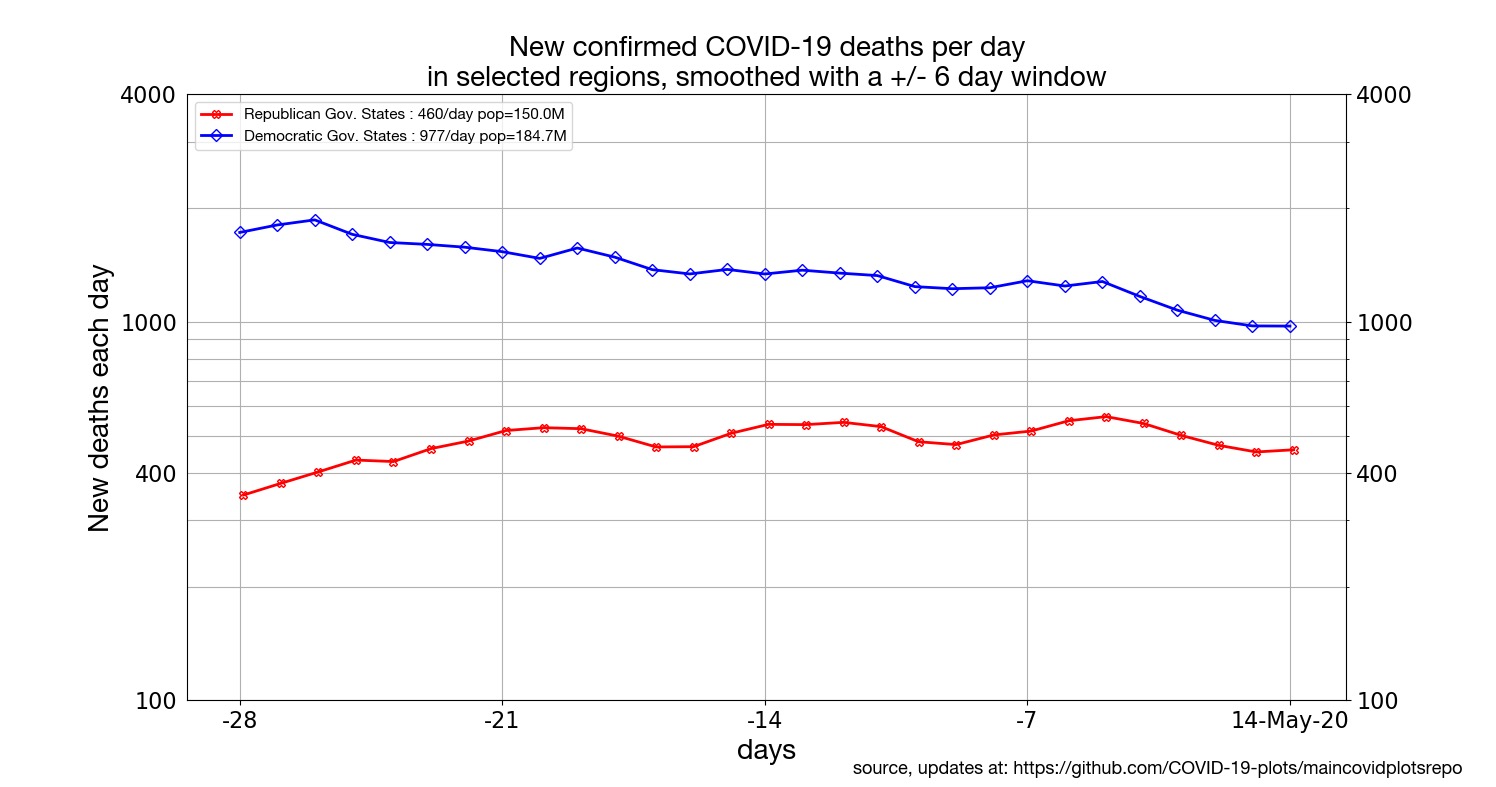 New confirmed COVID-19 deaths per day
in selected regions, smoothed with a +/- 6 day window
4000
4000
Republican Gov. States : 460/day pop=150.0M
Democratic Gov. States : 977/day pop=184.7M
New deaths each day
1000
1000
400
400
100
100
-28
-21
-14
-7
14-May-20
days
source, updates at: https://github.com/COVID-19-plots/maincovidplotsrepo